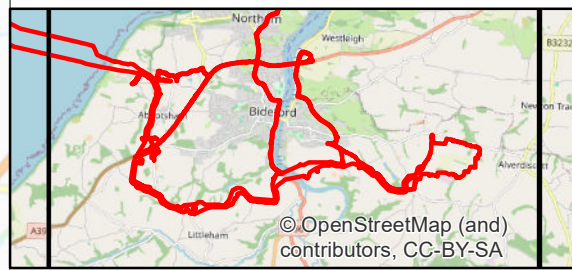 Northam
Westleigh
B3232
Abbotsham
Bideford
Alverdiscott
A39
Littleham
© OpenStreetMap (and)
contributors, CC-BY-SA